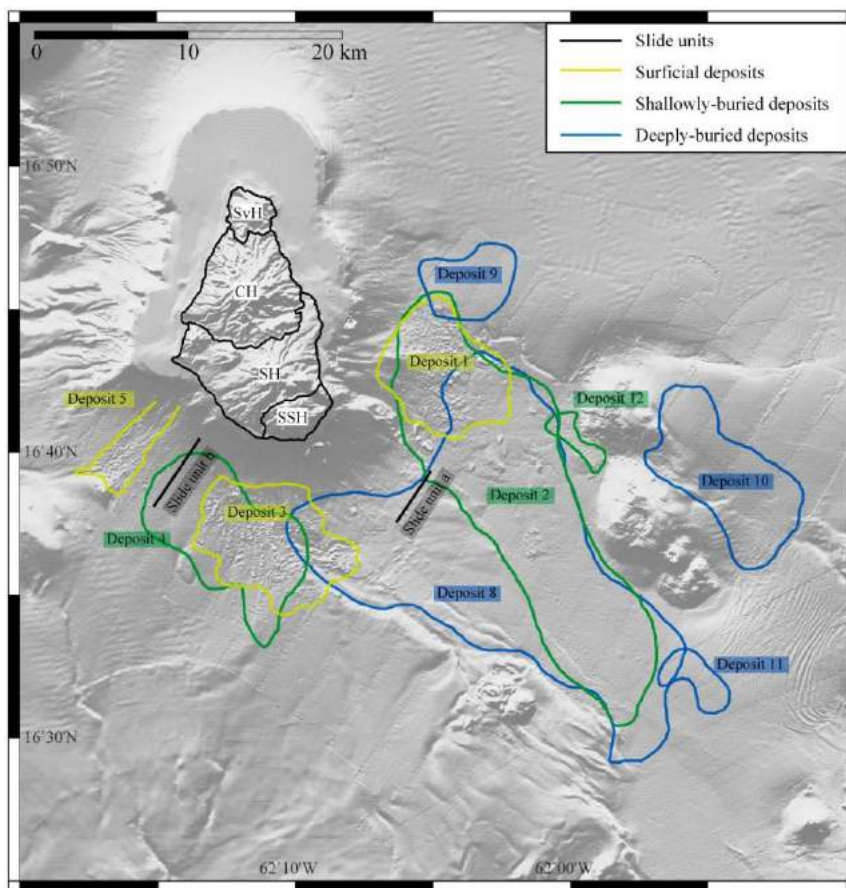 0 10 20 km
Slide units
Surficial deposits
Shallowly-buried deposits
Deeply-buried deposits
16°50'N
SvH
CH
Deposit 9
SH
Deposit 1
Deposit 5
SSH
Deposit 12
16°40'N
Slide unit b
Slide unit a
Deposit 10
Deposit 2
Deposit 3
Deposit 4
Deposit 8
Deposit 11
16°30'N
62°10'W 62°00'W